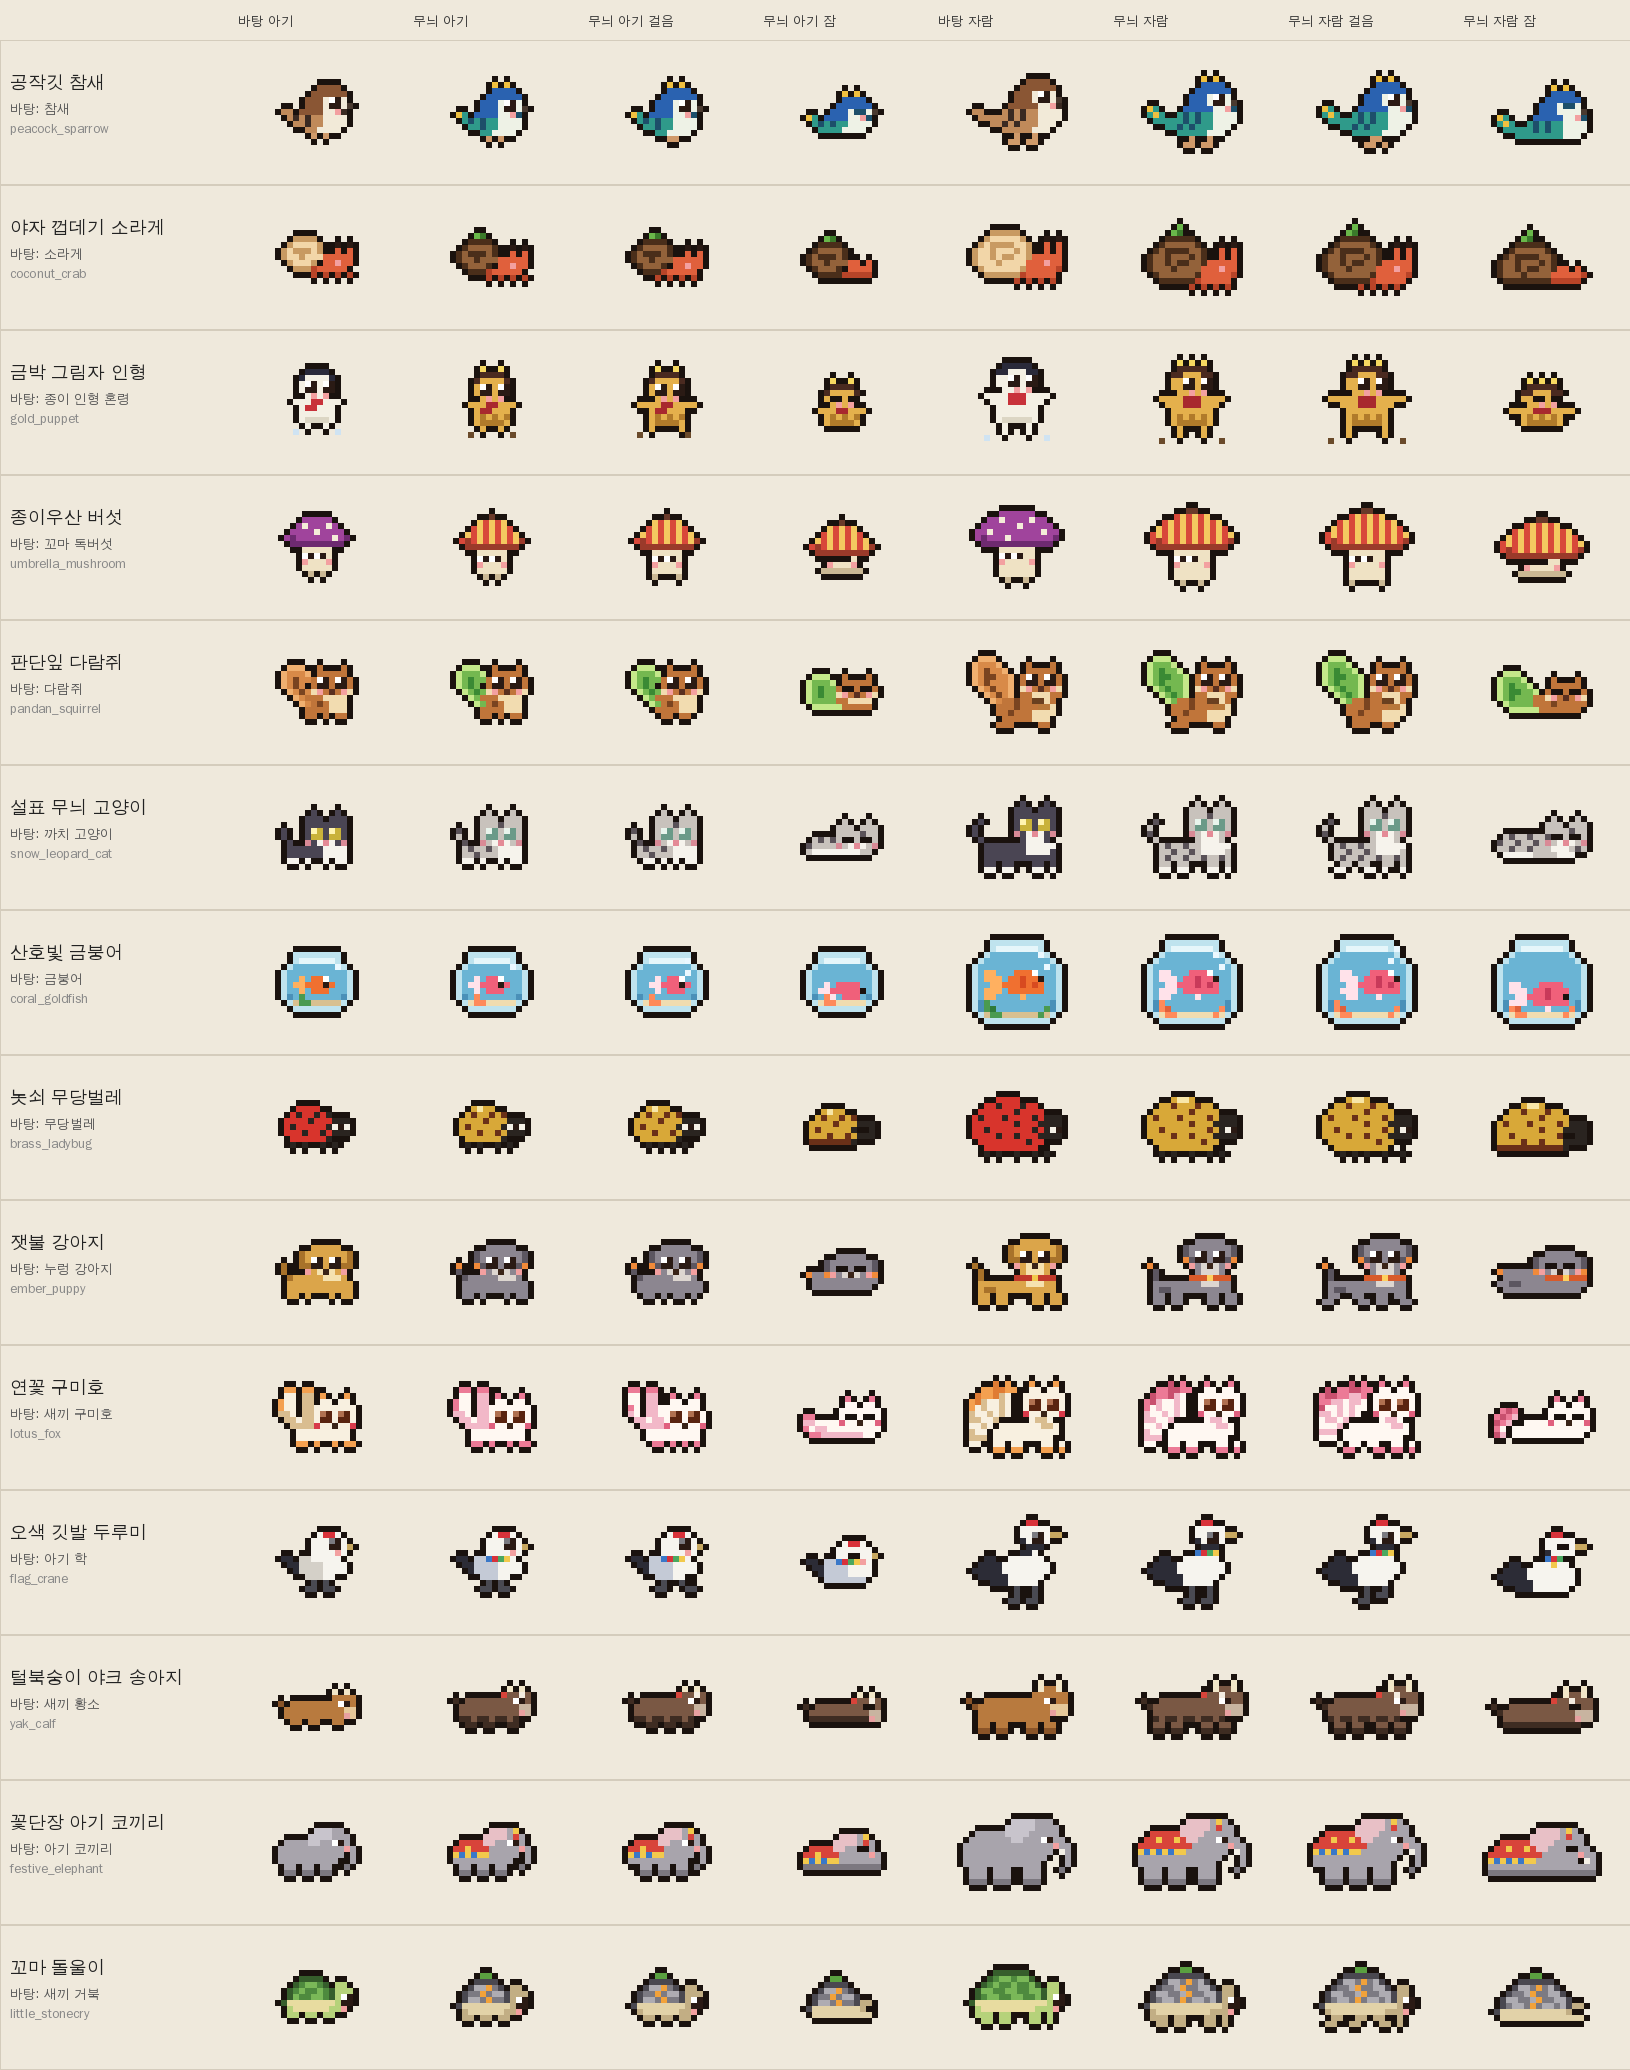 바탕 아기 무늬 아기 무늬 아기 걸음 무늬 아기 잠 바탕 자람 무늬 자람 무늬 자람 걸음 무늬 자람 잠
공작깃 참새
바탕: 참새
peacock_sparrow
야자 껍데기 소라게
바탕: 소라게
coconut_crab
금박 그림자 인형
바탕: 종이 인형 혼령
gold_puppet
종이우산 버섯
바탕: 꼬마 독버섯
umbrella_mushroom
판단잎 다람쥐
바탕: 다람쥐
pandan_squirrel
설표 무늬 고양이
바탕: 까치 고양이
snow_leopard_cat
산호빛 금붕어
바탕: 금붕어
coral_goldfish
놋쇠 무당벌레
바탕: 무당벌레
brass_ladybug
잿불 강아지
바탕: 누렁 강아지
ember_puppy
연꽃 구미호
바탕: 새끼 구미호
lotus_fox
오색 깃발 두루미
바탕: 아기 학
flag_crane
털북숭이 야크 송아지
바탕: 새끼 황소
yak_calf
꽃단장 아기 코끼리
바탕: 아기 코끼리
festive_elephant
꼬마 돌울이
바탕: 새끼 거북
little_stonecry